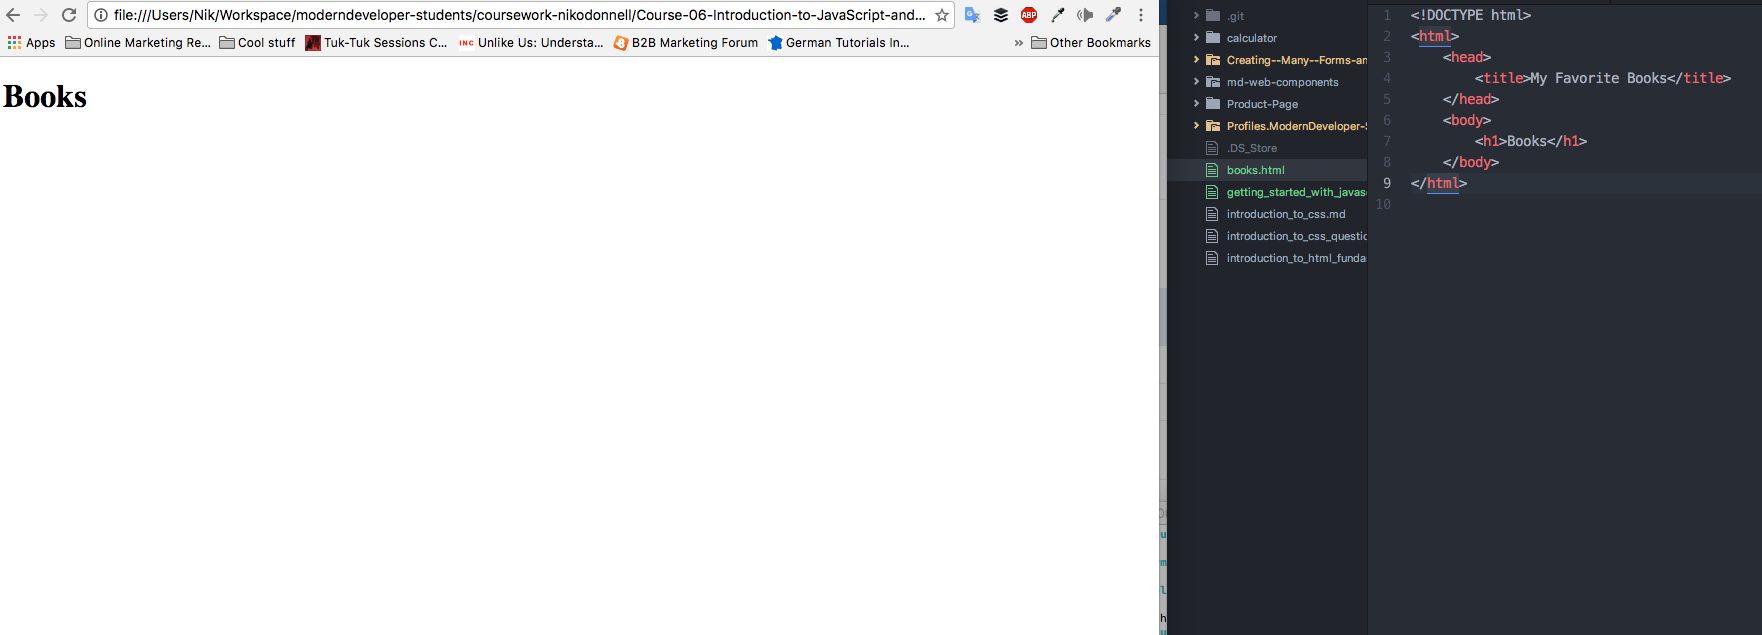 file:///Users/Nik/Workspace/moderndeveloper-students/coursework-nikodonnell/Course-06-Introduction-to-JavaScript-and...
ABP
Apps Online Marketing Re... Cool stuff Tuk-Tuk Sessions C... INC Unlike Us: Understa... B2B Marketing Forum German Tutorials In... » Other Bookmarks
Books
.git
calculator
Creating--Many--Forms-an
md-web-components
Product-Page
Profiles.ModernDeveloper-S
.DS_Store
books.html
getting_started_with_javas
introduction_to_css.md
introduction_to_css_questio
introduction_to_html_funda
1 <!DOCTYPE html>
2 <html>
3 <head>
4 <title>My Favorite Books</title>
5 </head>
6 <body>
7 <h1>Books</h1>
8 </body>
9 </html>
10